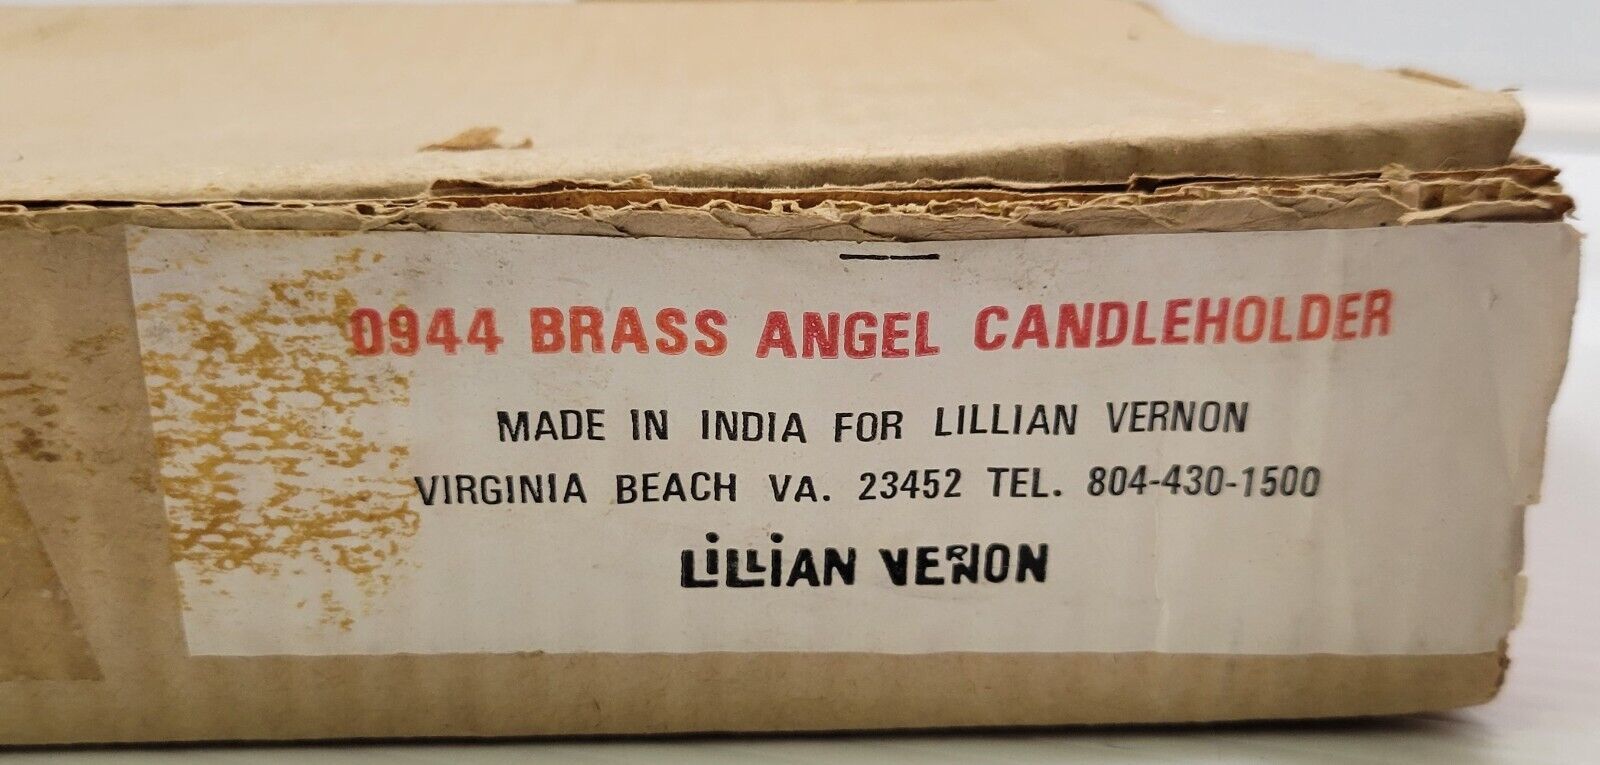 0944 BRASS ANGEL CANDLEHOLDER
MADE IN INDIA FOR LILLIAN VERNON
VIRGINIA BEACH VA. 23452 TEL. 804-430-1500
LiLLiAN VERNON